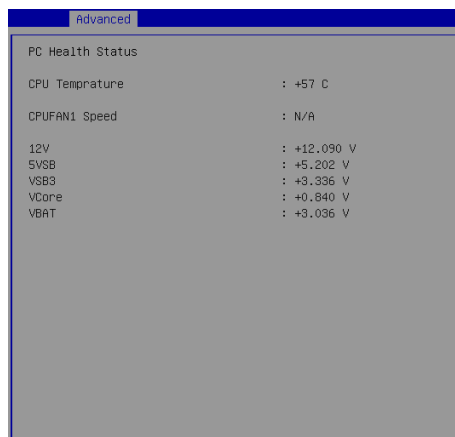 Advanced
PC Health Status
CPU Temprature : +57 C
CPUFAN1 Speed : N/A
12V : +12.090 V
5VSB : +5.202 V
VSB3 : +3.336 V
VCore : +0.840 V
VBAT : +3.036 V